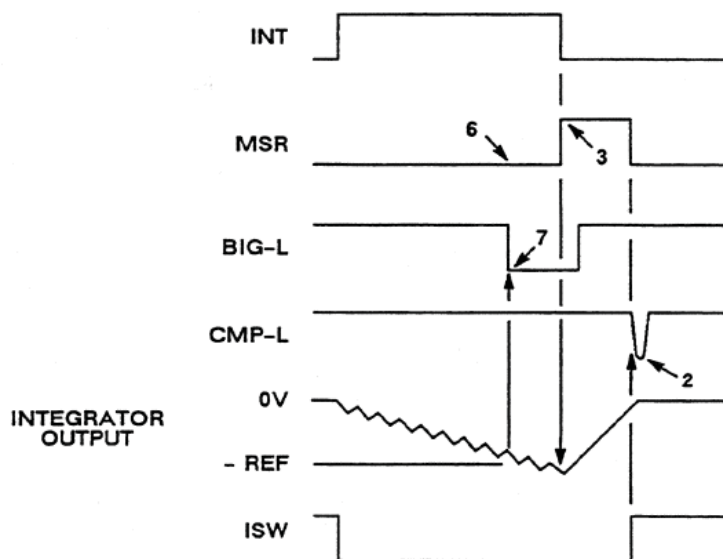 INT
6
MSR
3
BIG-L
7
CMP-L
2
0V
INTEGRATOR
OUTPUT
- REF
ISW